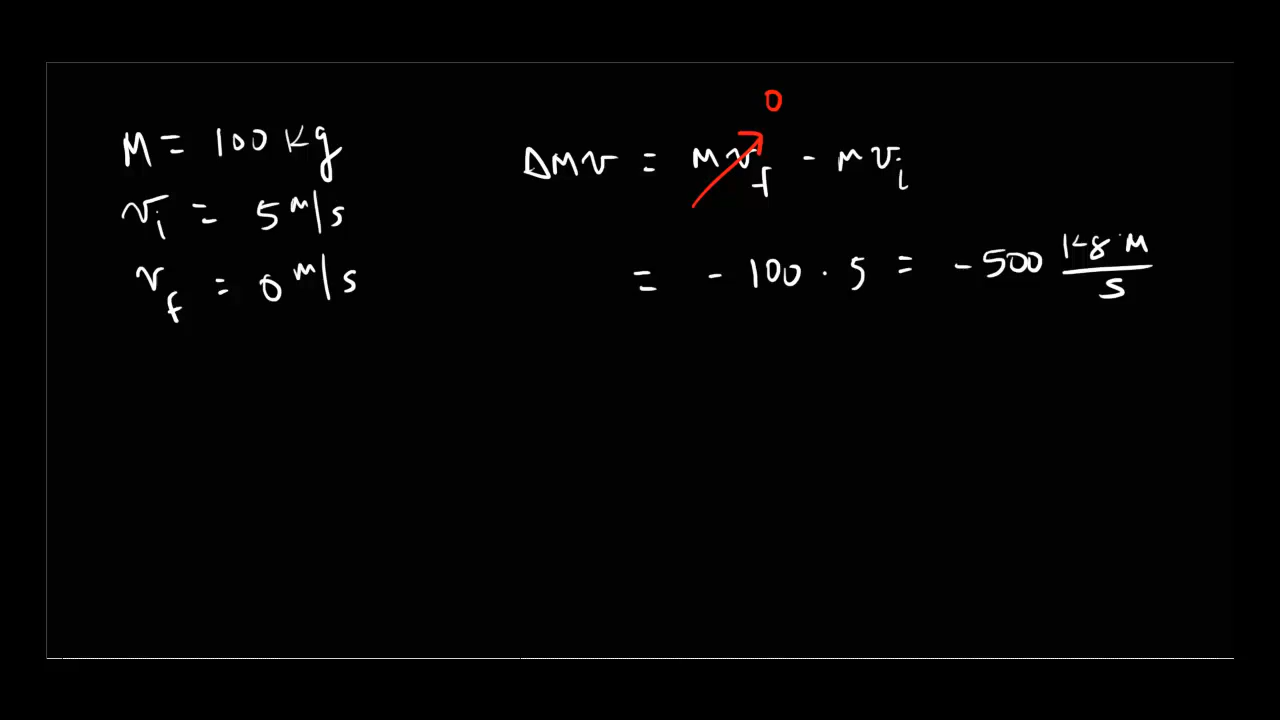 M = 100 Kg
v_i = 5 m/s
v_f = 0 m/s
0
ΔMv = Mv_f - Mv_i
= - 100 · 5 = - 500 Kg·M/s